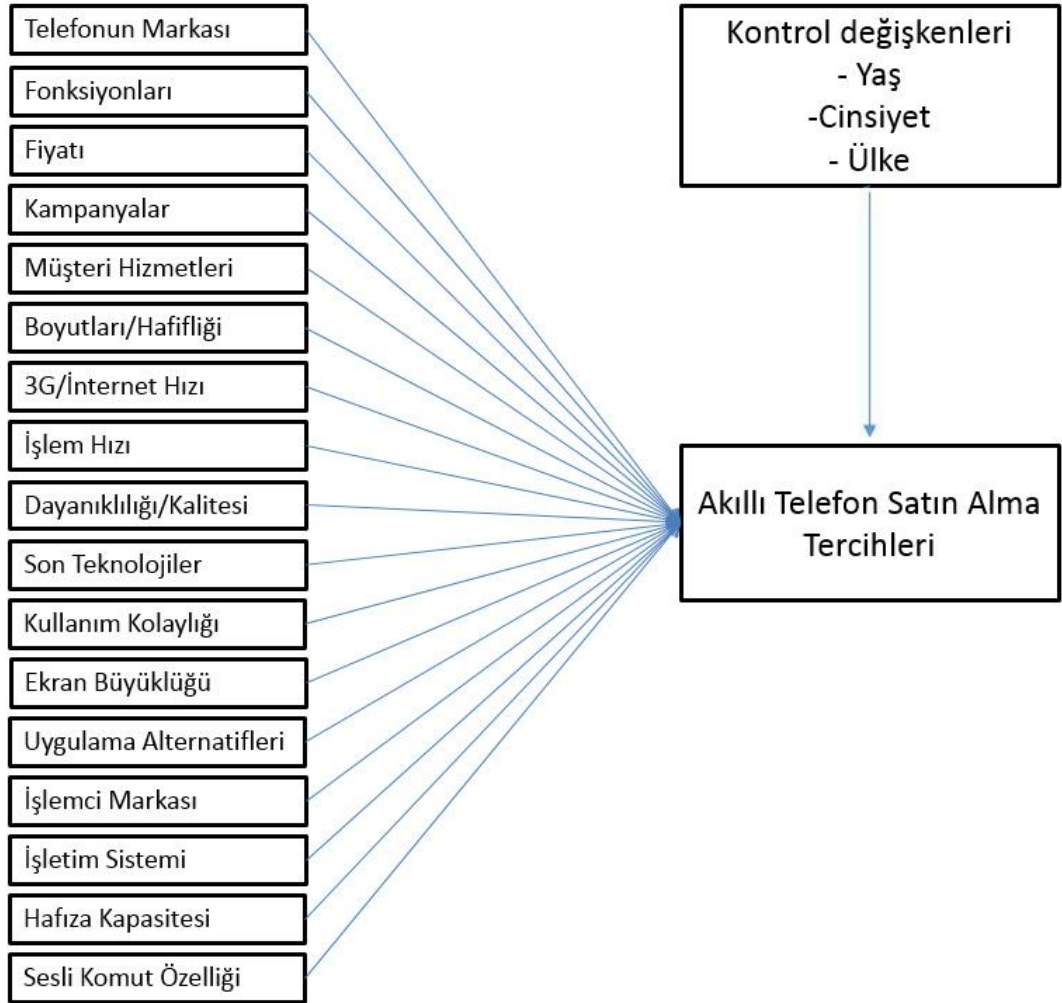 Telefonun Markası
Fonksiyonları
Fiyatı
Kampanyalar
Müşteri Hizmetleri
Boyutları/Hafifliği
3G/İnternet Hızı
İşlem Hızı
Dayanıklılığı/Kalitesi
Son Teknolojiler
Kullanım Kolaylığı
Ekran Büyüklüğü
Uygulama Alternatifleri
İşlemci Markası
İşletim Sistemi
Hafıza Kapasitesi
Sesli Komut Özelliği
Kontrol değişkenleri
- Yaş
-Cinsiyet
- Ülke
Akıllı Telefon Satın Alma
Tercihleri